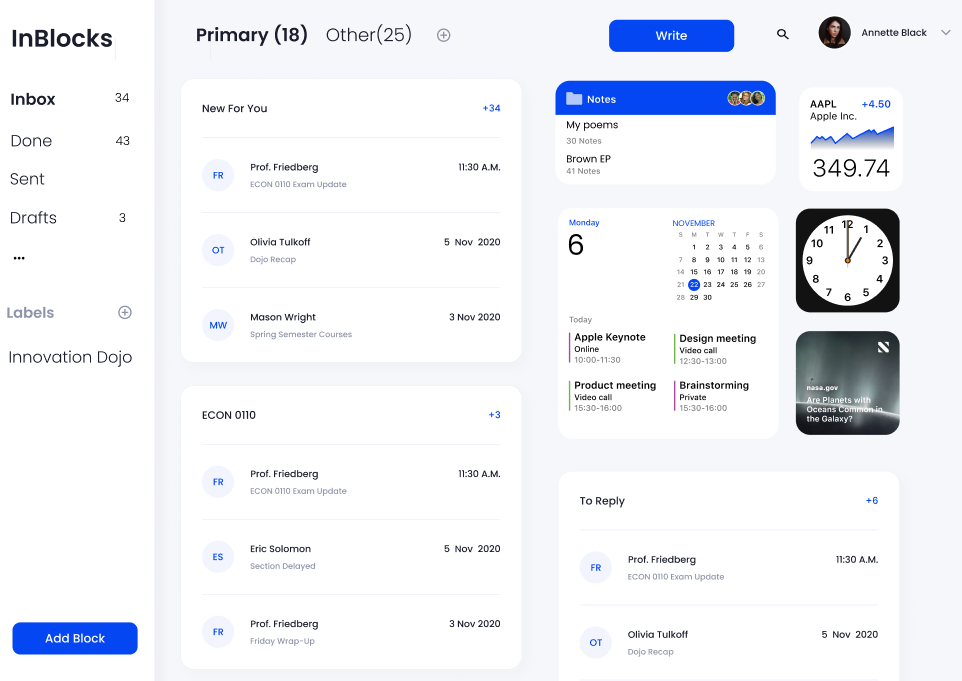 InBlocks
Inbox 34
Done 43
Sent
Drafts 3
...
Labels
Innovation Dojo
Add Block
Primary (18) Other(25)
Write
Annette Black
New For You +34
FR Prof. Friedberg 11:30 A.M.
ECON 0110 Exam Update
OT Olivia Tulkoff 5 Nov 2020
Dojo Recap
MW Mason Wright 3 Nov 2020
Spring Semester Courses
ECON 0110 +3
FR Prof. Friedberg 11:30 A.M.
ECON 0110 Exam Update
ES Eric Solomon 5 Nov 2020
Section Delayed
FR Prof. Friedberg 3 Nov 2020
Friday Wrap-Up
Notes
My poems
30 Notes
Brown EP
41 Notes
AAPL +4.50
Apple Inc.
349.74
Monday
6
NOVEMBER
S M T W T F S
1 2 3 4 5 6
7 8 9 10 11 12 13
14 15 16 17 18 19 20
21 22 23 24 25 26 27
28 29 30
Today
Apple Keynote
Online
10:00-11:30
Design meeting
Video call
12:30-13:00
Product meeting
Video call
15:30-16:00
Brainstorming
Private
15:30-16:00
12 1 2 3 4 5 6 7 8 9 10 11
nasa.gov
Are Planets with
Oceans Common in
the Galaxy?
To Reply +6
FR Prof. Friedberg 11:30 A.M.
ECON 0110 Exam Update
OT Olivia Tulkoff 5 Nov 2020
Dojo Recap